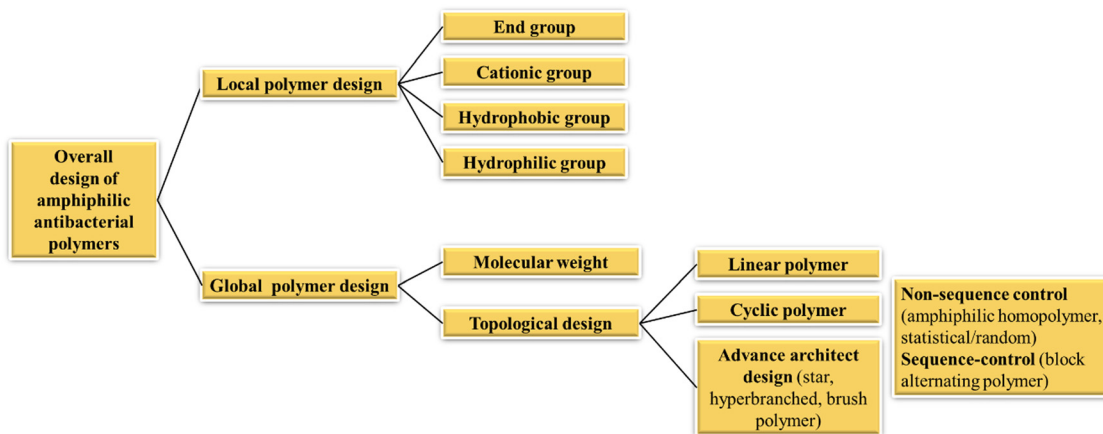 Overall
design of
amphiphilic
antibacterial
polymers
Local polymer design
End group
Cationic group
Hydrophobic group
Hydrophilic group
Global polymer design
Molecular weight
Topological design
Linear polymer
Cyclic polymer
Advance architect
design (star,
hyperbranched, brush
polymer)
Non-sequence control
(amphiphilic homopolymer,
statistical/random)
Sequence-control (block
alternating polymer)